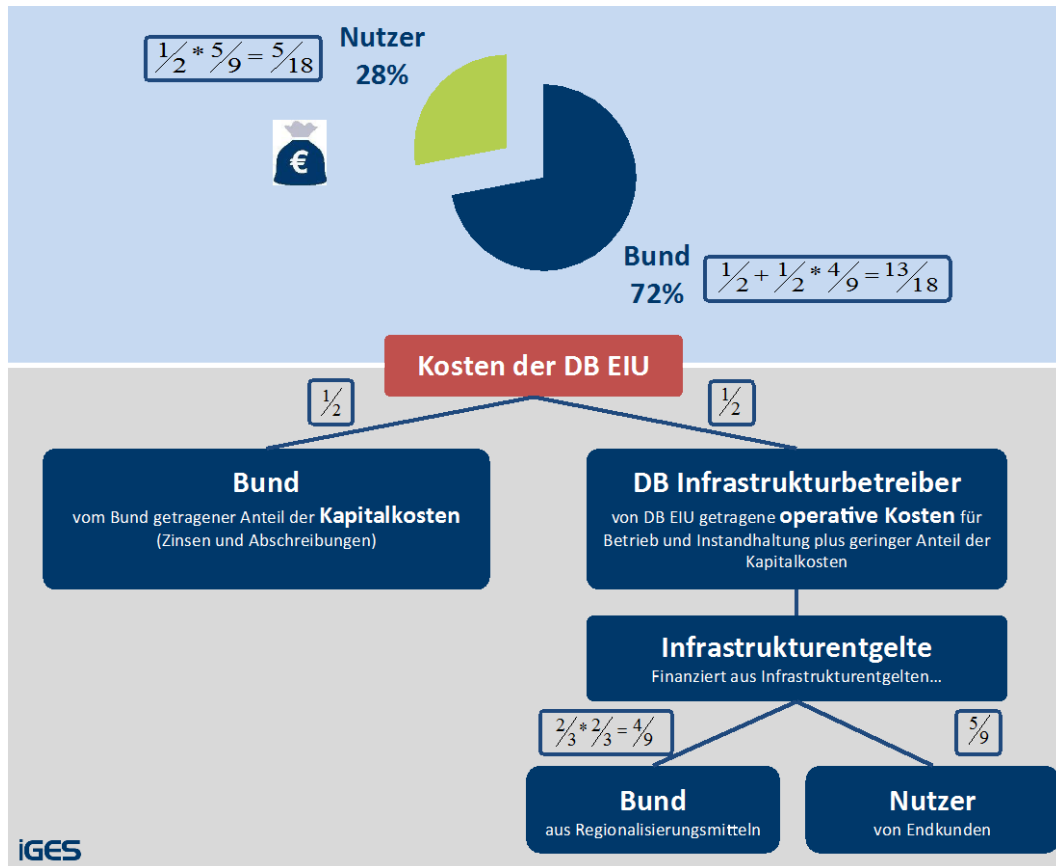 1/2 * 5/9 = 5/18
Nutzer
28%
€
Bund
72%
1/2 + 1/2 * 4/9 = 13/18
Kosten der DB EIU
1/2
1/2
Bund
vom Bund getragener Anteil der Kapitalkosten
(Zinsen und Abschreibungen)
DB Infrastrukturbetreiber
von DB EIU getragene operative Kosten für
Betrieb und Instandhaltung plus geringer Anteil der
Kapitalkosten
Infrastrukturentgelte
Finanziert aus Infrastrukturentgelten…
2/3 * 2/3 = 4/9
5/9
Bund
aus Regionalisierungsmitteln
Nutzer
von Endkunden
iGES